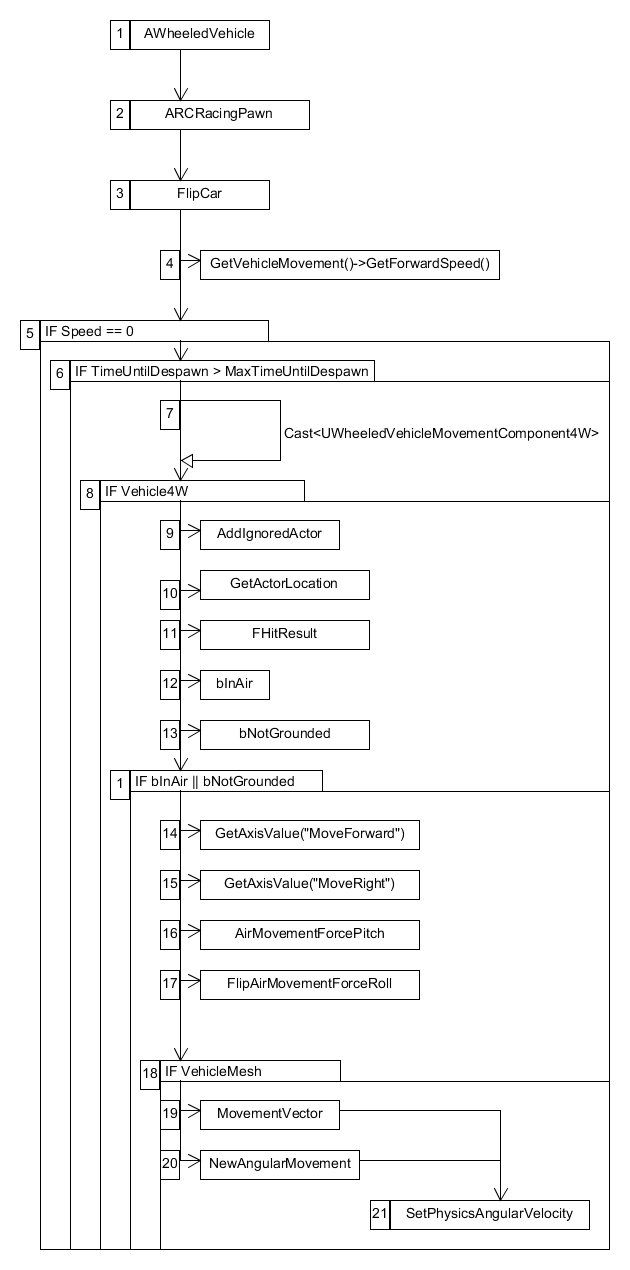 1 AWheeledVehicle
2 ARCRacingPawn
3 FlipCar
4 GetVehicleMovement()->GetForwardSpeed()
5 IF Speed == 0
6 IF TimeUntilDespawn > MaxTimeUntilDespawn
7
Cast<UWheeledVehicleMovementComponent4W>
8 IF Vehicle4W
9 AddIgnoredActor
10 GetActorLocation
11 FHitResult
12 bInAir
13 bNotGrounded
1 IF bInAir || bNotGrounded
14 GetAxisValue("MoveForward")
15 GetAxisValue("MoveRight")
16 AirMovementForcePitch
17 FlipAirMovementForceRoll
18 IF VehicleMesh
19 MovementVector
20 NewAngularMovement
21 SetPhysicsAngularVelocity